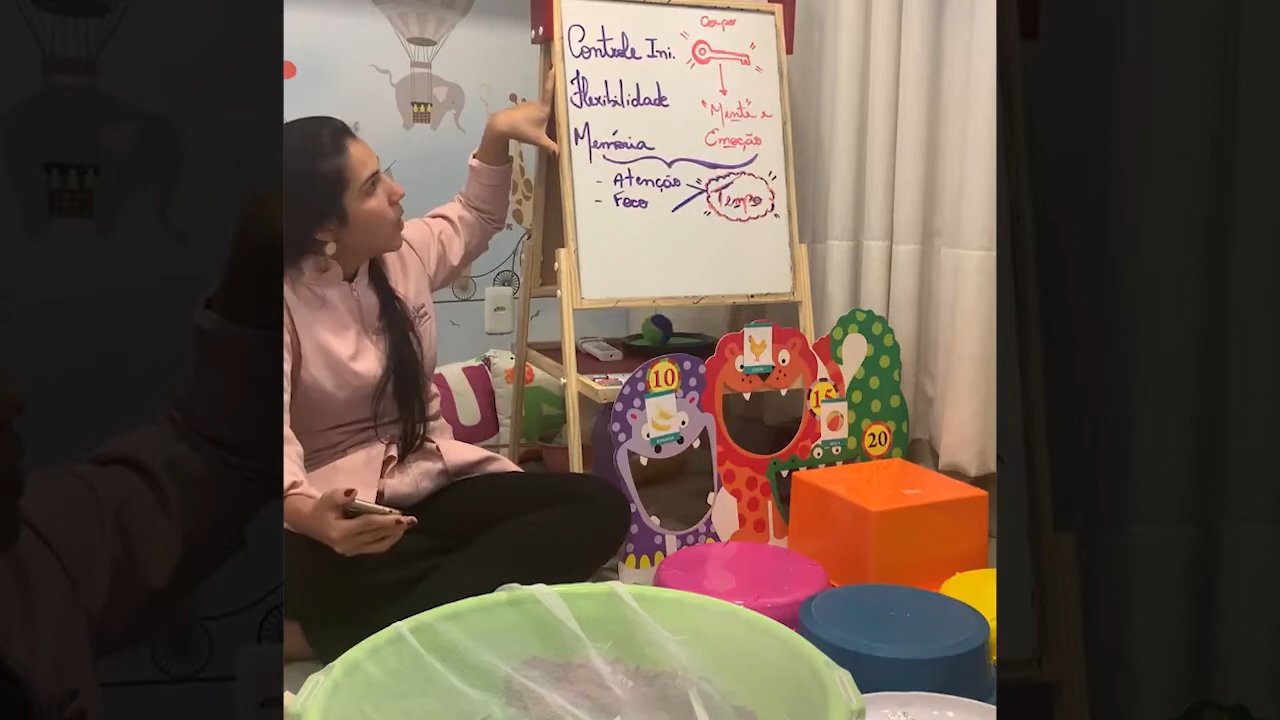 Controle Ini.
Flexibilidade
Memória
- Atenção
- Foco
Corpo
"Mente" e
Emoção
Tempo
10
15
20
U